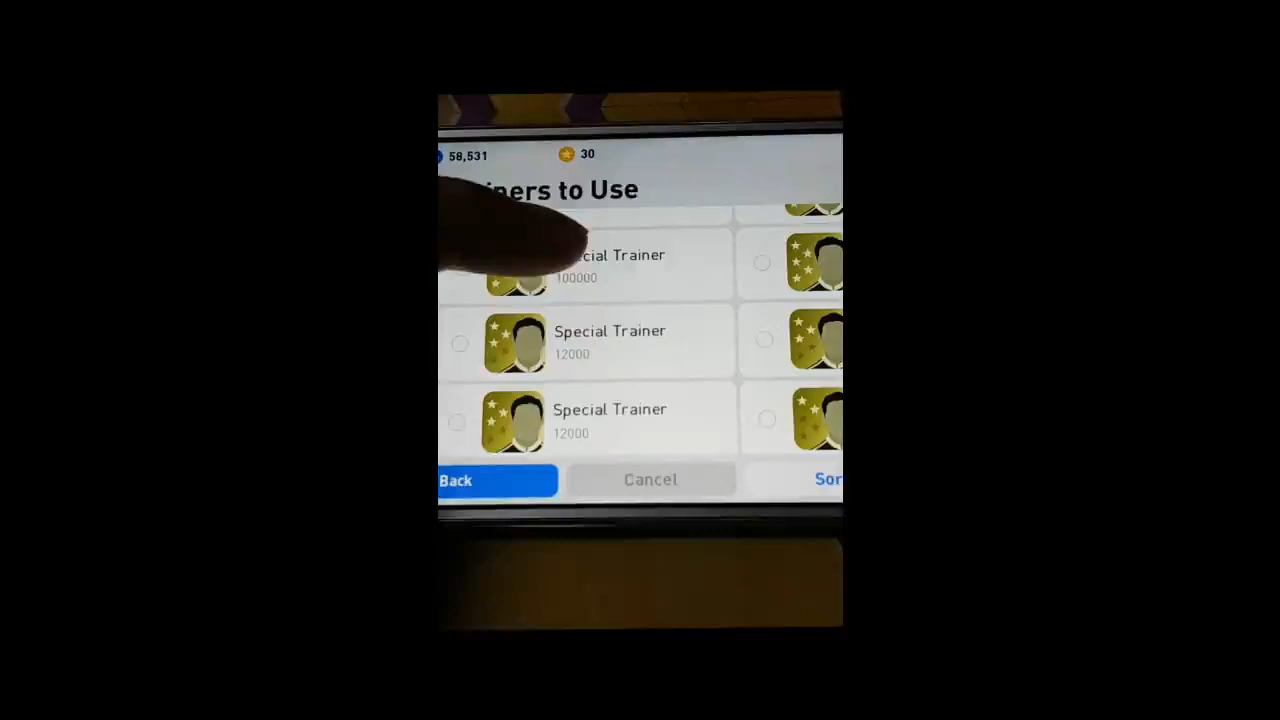 58,531
30
iners to Use
cial Trainer
100000
Special Trainer
12000
Special Trainer
12000
Back
Cancel
Sor